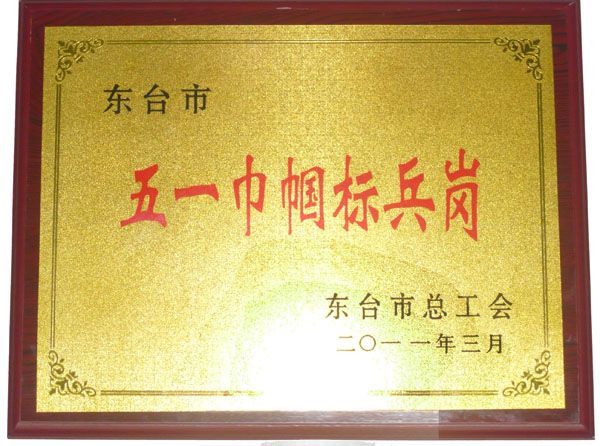 东台市
五一巾帼标兵岗
东台市总工会
二〇一一年三月